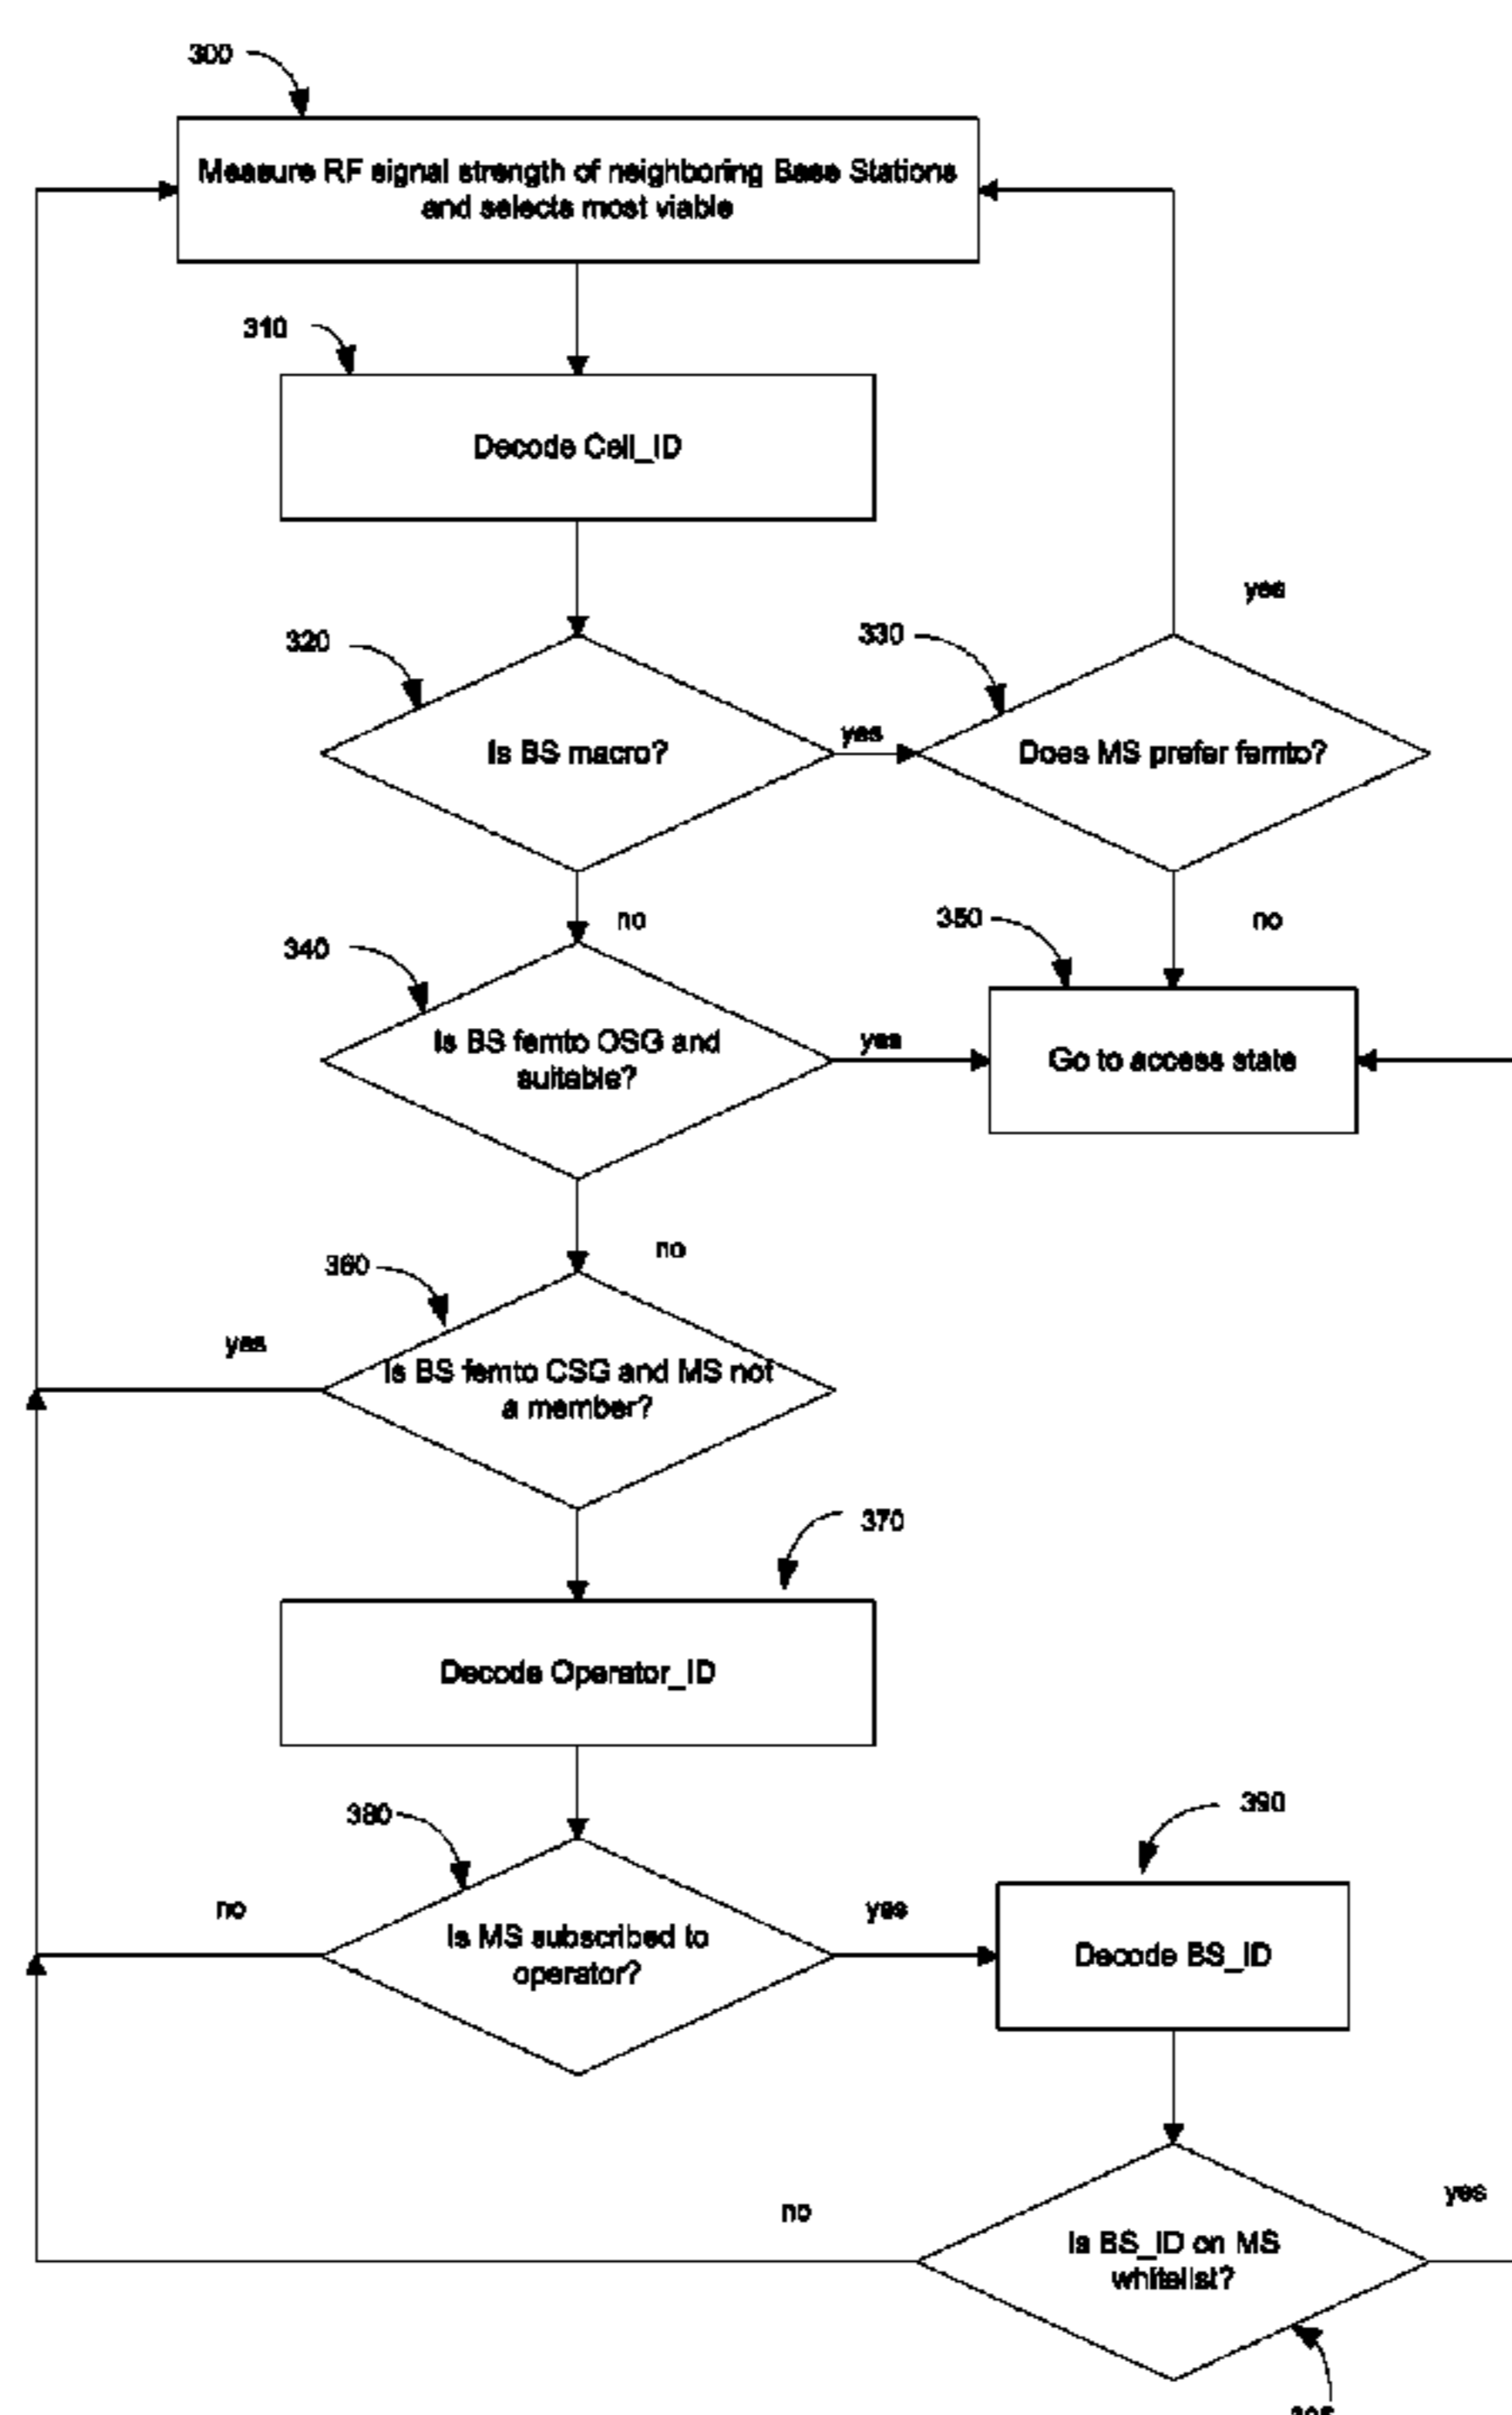 300
Measure RF signal strength of neighboring Base Stations
and selects most viable
310
Decode Cell_ID
yes
320
330
Is BS macro?
yes
Does MS prefer femto?
no
no
340
350
Is BS femto OSG and
suitable?
yes
Go to access state
no
360
yes
Is BS femto CSG and MS not
a member?
370
Decode Operator_ID
380
390
no
Is MS subscribed to
operator?
yes
Decode BS_ID
no
yes
Is BS_ID on MS
whitelist?